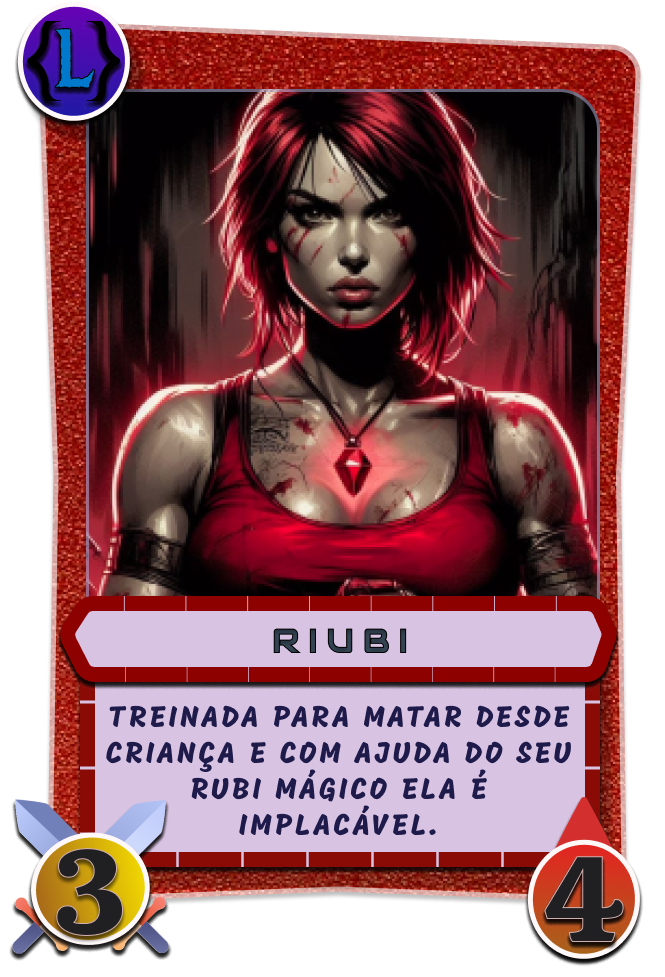 {L}
RIUBI
TREINADA PARA MATAR DESDE
CRIANÇA E COM AJUDA DO SEU
RUBI MÁGICO ELA É
IMPLACÁVEL.
3
4